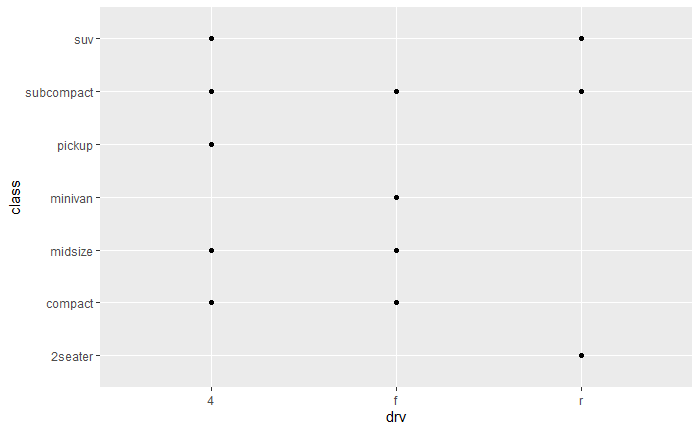 suv
subcompact
pickup
minivan
midsize
compact
2seater
class
4 f r
drv